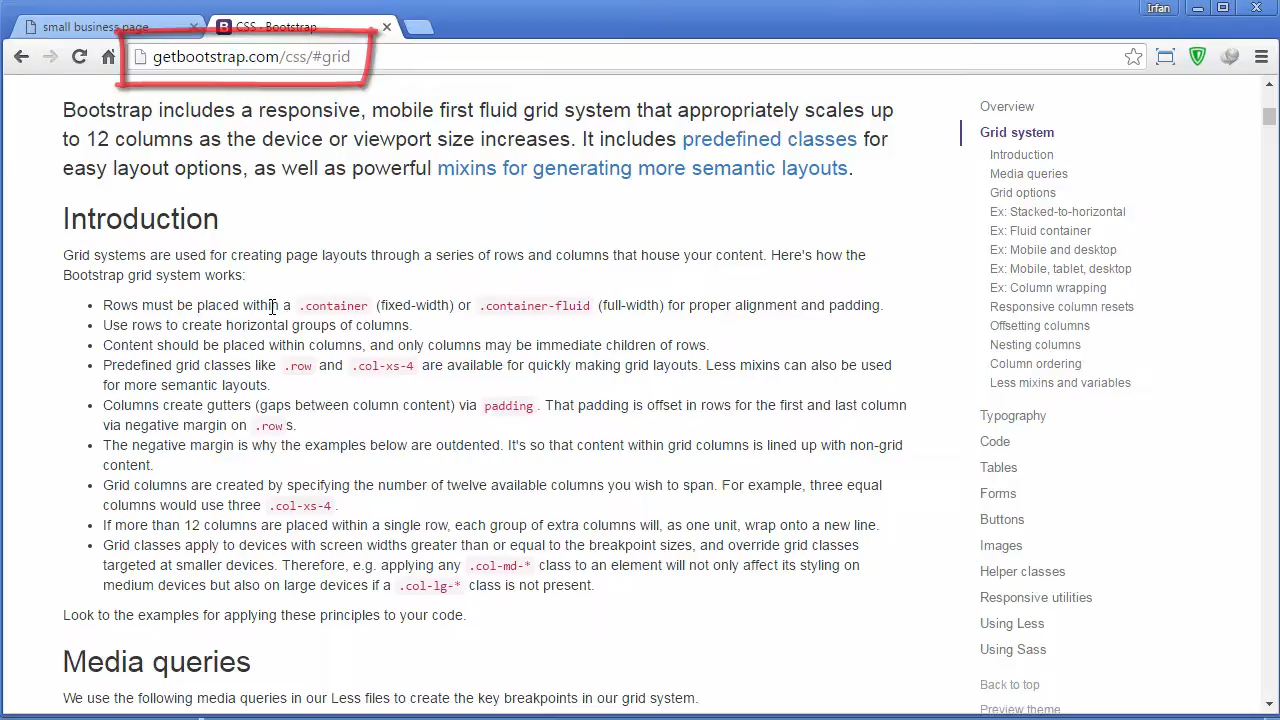 Irfan
small business page
CSS · Bootstrap
getbootstrap.com/css/#grid
Bootstrap includes a responsive, mobile first fluid grid system that appropriately scales up
to 12 columns as the device or viewport size increases. It includes predefined classes for
easy layout options, as well as powerful mixins for generating more semantic layouts.
Introduction
Grid systems are used for creating page layouts through a series of rows and columns that house your content. Here's how the
Bootstrap grid system works:
• Rows must be placed within a .container (fixed-width) or .container-fluid (full-width) for proper alignment and padding.
• Use rows to create horizontal groups of columns.
• Content should be placed within columns, and only columns may be immediate children of rows.
• Predefined grid classes like .row and .col-xs-4 are available for quickly making grid layouts. Less mixins can also be used
for more semantic layouts.
• Columns create gutters (gaps between column content) via padding. That padding is offset in rows for the first and last column
via negative margin on .rows.
• The negative margin is why the examples below are outdented. It's so that content within grid columns is lined up with non-grid
content.
• Grid columns are created by specifying the number of twelve available columns you wish to span. For example, three equal
columns would use three .col-xs-4.
• If more than 12 columns are placed within a single row, each group of extra columns will, as one unit, wrap onto a new line.
• Grid classes apply to devices with screen widths greater than or equal to the breakpoint sizes, and override grid classes
targeted at smaller devices. Therefore, e.g. applying any .col-md-* class to an element will not only affect its styling on
medium devices but also on large devices if a .col-lg-* class is not present.
Look to the examples for applying these principles to your code.
Media queries
We use the following media queries in our Less files to create the key breakpoints in our grid system.
Overview
Grid system
Introduction
Media queries
Grid options
Ex: Stacked-to-horizontal
Ex: Fluid container
Ex: Mobile and desktop
Ex: Mobile, tablet, desktop
Ex: Column wrapping
Responsive column resets
Offsetting columns
Nesting columns
Column ordering
Less mixins and variables
Typography
Code
Tables
Forms
Buttons
Images
Helper classes
Responsive utilities
Using Less
Using Sass
Back to top
Preview theme